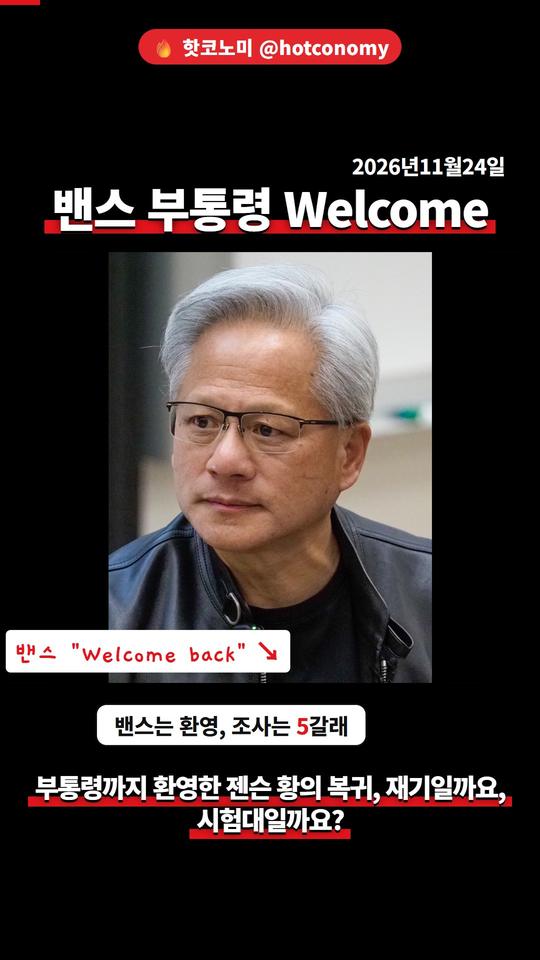 🔥 핫코노미 @hotconomy
2026년11월24일
밴스 부통령 Welcome
밴스 "Welcome back" ↘
밴스는 환영, 조사는 5갈래
부통령까지 환영한 젠슨 황의 복귀, 재기일까요,
시험대일까요?